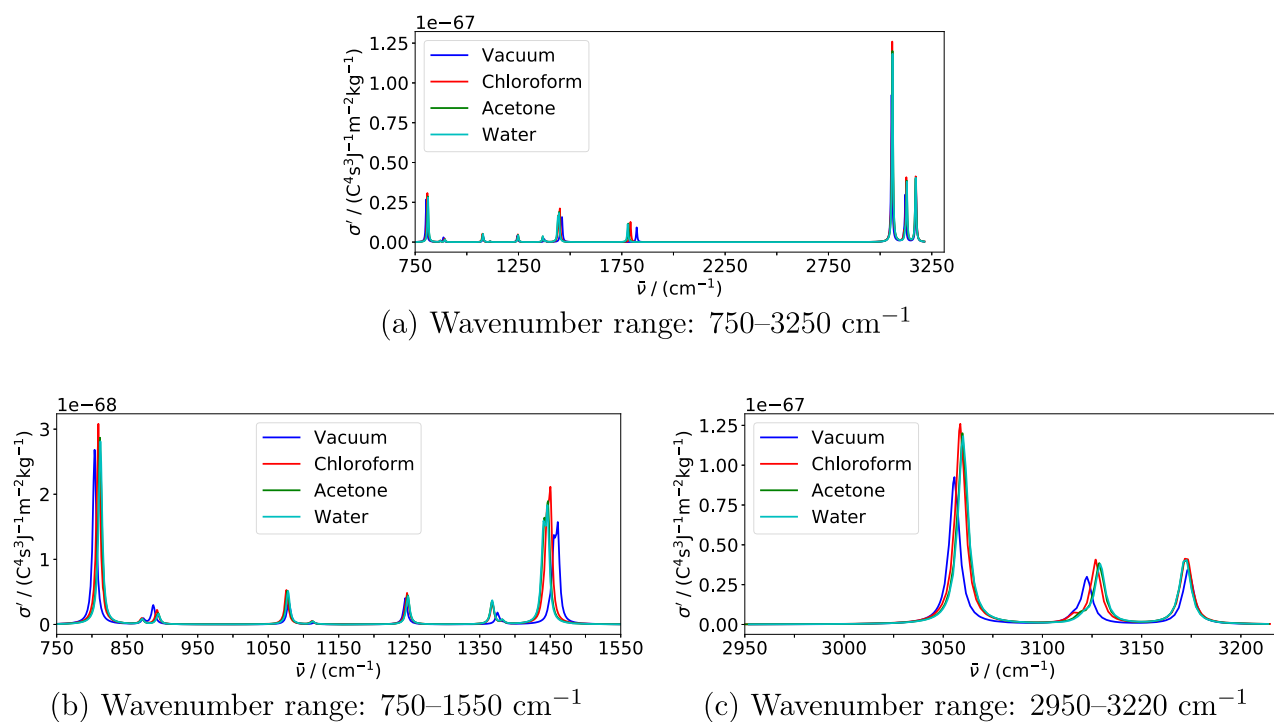 1e−67
σ′ / (C⁴s³J⁻¹m⁻²kg⁻¹)
1.25
1.00
0.75
0.50
0.25
0.00
Vacuum
Chloroform
Acetone
Water
750 1250 1750 2250 2750 3250
ν̄ / (cm⁻¹)
(a) Wavenumber range: 750–3250 cm⁻¹
1e−68
σ′ / (C⁴s³J⁻¹m⁻²kg⁻¹)
3
2
1
0
Vacuum
Chloroform
Acetone
Water
750 850 950 1050 1150 1250 1350 1450 1550
ν̄ / (cm⁻¹)
(b) Wavenumber range: 750–1550 cm⁻¹
1e−67
σ′ / (C⁴s³J⁻¹m⁻²kg⁻¹)
1.25
1.00
0.75
0.50
0.25
0.00
Vacuum
Chloroform
Acetone
Water
2950 3000 3050 3100 3150 3200
ν̄ / (cm⁻¹)
(c) Wavenumber range: 2950–3220 cm⁻¹